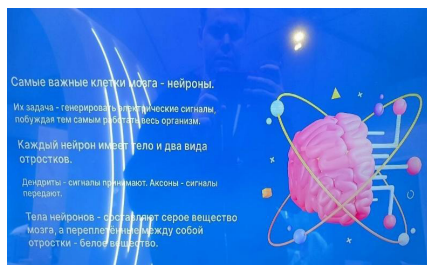 Самые важные клетки мозга - нейроны.
Их задача - генерировать электрические сигналы,
побуждая тем самым работать весь организм.
Каждый нейрон имеет тело и два вида
отростков.
Дендриты - сигналы принимают. Аксоны - сигналы
передают.
Тела нейронов - составляют серое вещество
мозга, а переплетённые между собой
отростки - белое вещество.